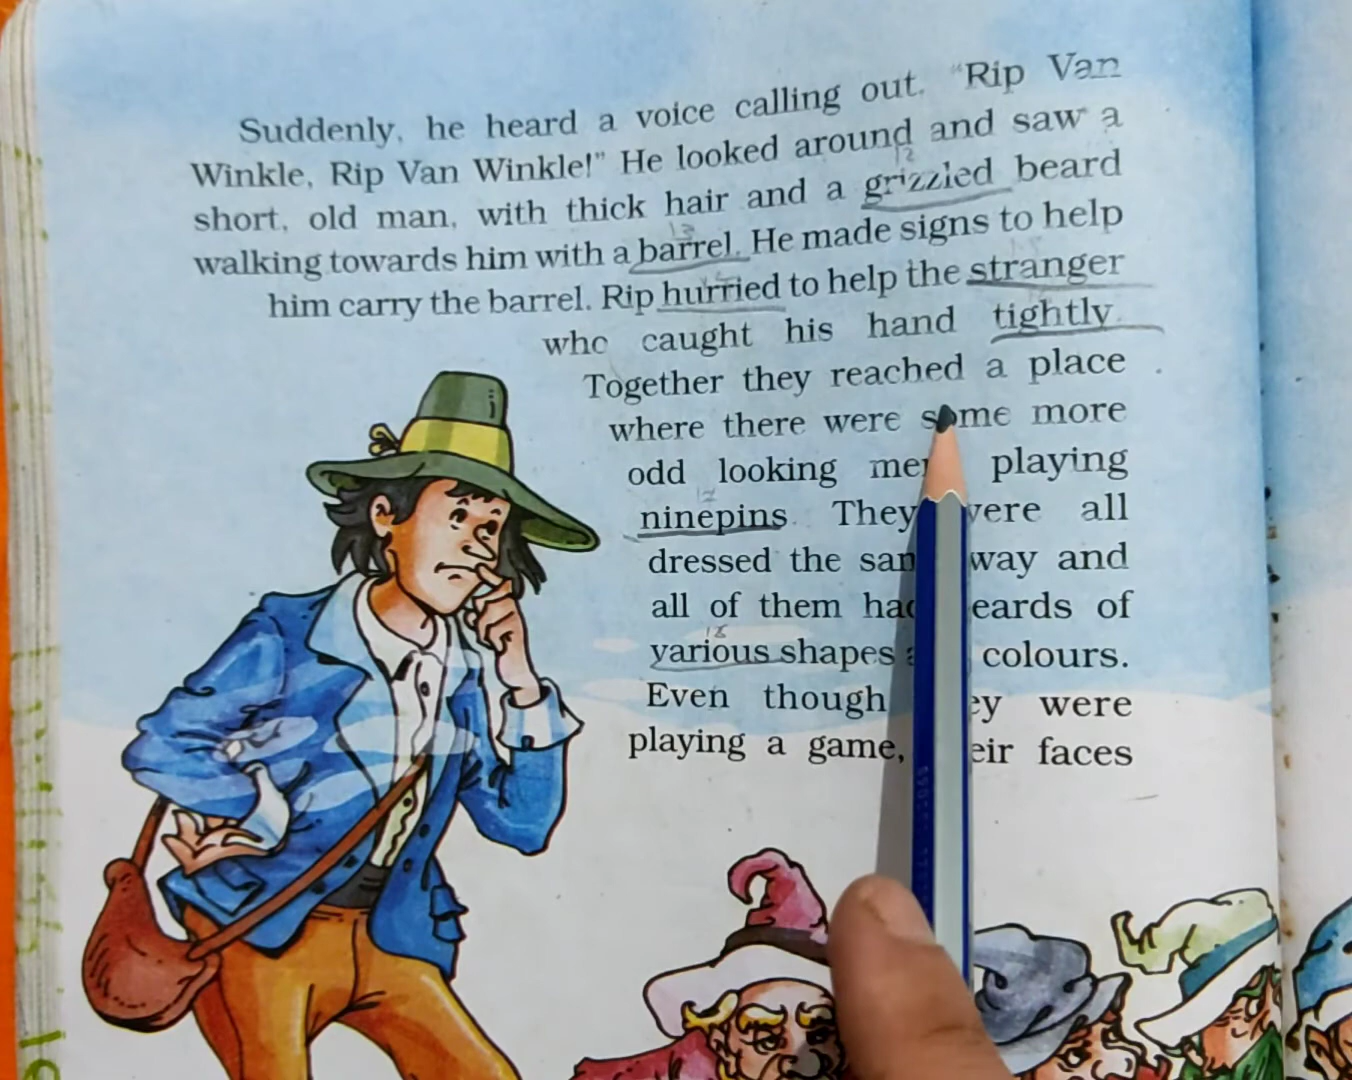 Suddenly, he heard a voice calling out. "Rip Van
Winkle, Rip Van Winkle!" He looked around and saw a
short, old man, with thick hair and a grizzled beard
walking towards him with a barrel. He made signs to help
him carry the barrel. Rip hurried to help the stranger
who caught his hand tightly.
Together they reached a place
where there were some more
odd looking men playing
ninepins. They were all
dressed the way and
all of them had of
various shapes colours.
Even though were
playing a game, faces